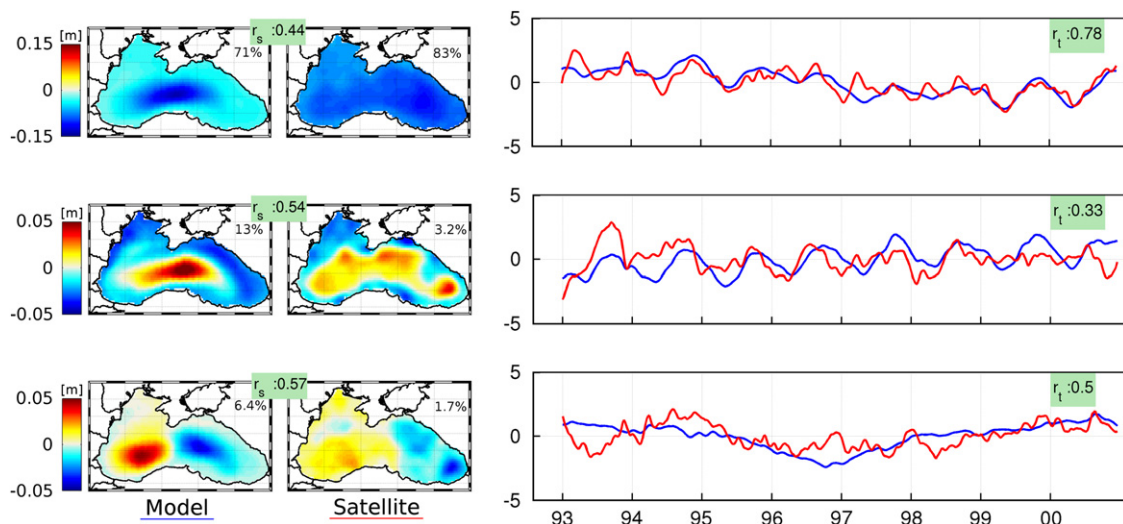 [m]
0.15
0
-0.15
r_s :0.44
71%
83%
5
0
-5
r_t :0.78
[m]
0.05
0
-0.05
r_s :0.54
13%
3.2%
5
0
-5
r_t :0.33
[m]
0.05
0
-0.05
r_s :0.57
6.4%
1.7%
5
0
-5
r_t :0.5
93 94 95 96 97 98 99 00
Model Satellite